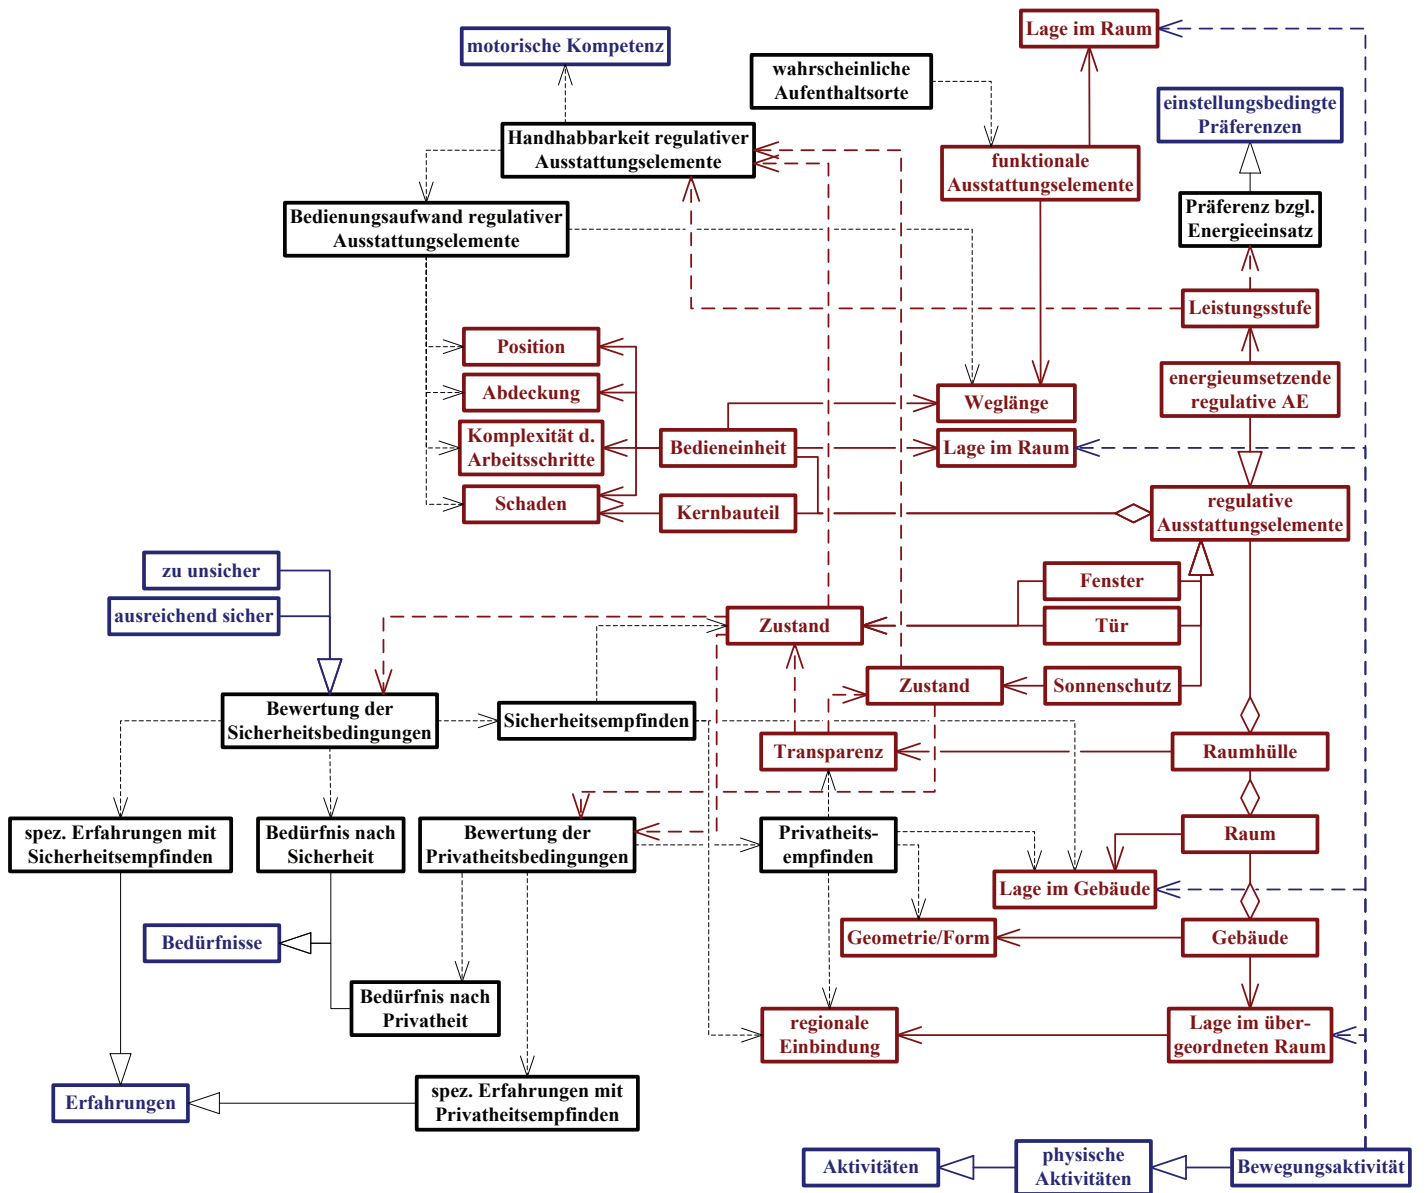 Lage im Raum
motorische Kompetenz
wahrscheinliche
Aufenthaltsorte
einstellungsbedingte
Präferenzen
Handhabbarkeit regulativer
Ausstattungselemente
funktionale
Ausstattungselemente
Präferenz bzgl.
Energieeinsatz
Bedienungsaufwand regulativer
Ausstattungselemente
Leistungsstufe
Position
energieumsetzende
regulative AE
Abdeckung
Weglänge
Komplexität d.
Arbeitsschritte
Bedieneinheit
Lage im Raum
Schaden
Kernbauteil
regulative
Ausstattungselemente
zu unsicher
Fenster
ausreichend sicher
Zustand
Tür
Zustand
Sonnenschutz
Bewertung der
Sicherheitsbedingungen
Sicherheitsempfinden
Transparenz
Raumhülle
spez. Erfahrungen mit
Sicherheitsempfinden
Bedürfnis nach
Sicherheit
Bewertung der
Privatheitsbedingungen
Privatheits-
empfinden
Raum
Lage im Gebäude
Bedürfnisse
Geometrie/Form
Gebäude
Bedürfnis nach
Privatheit
regionale
Einbindung
Lage im über-
geordneten Raum
Erfahrungen
spez. Erfahrungen mit
Privatheitsempfinden
Aktivitäten
physische
Aktivitäten
Bewegungsaktivität